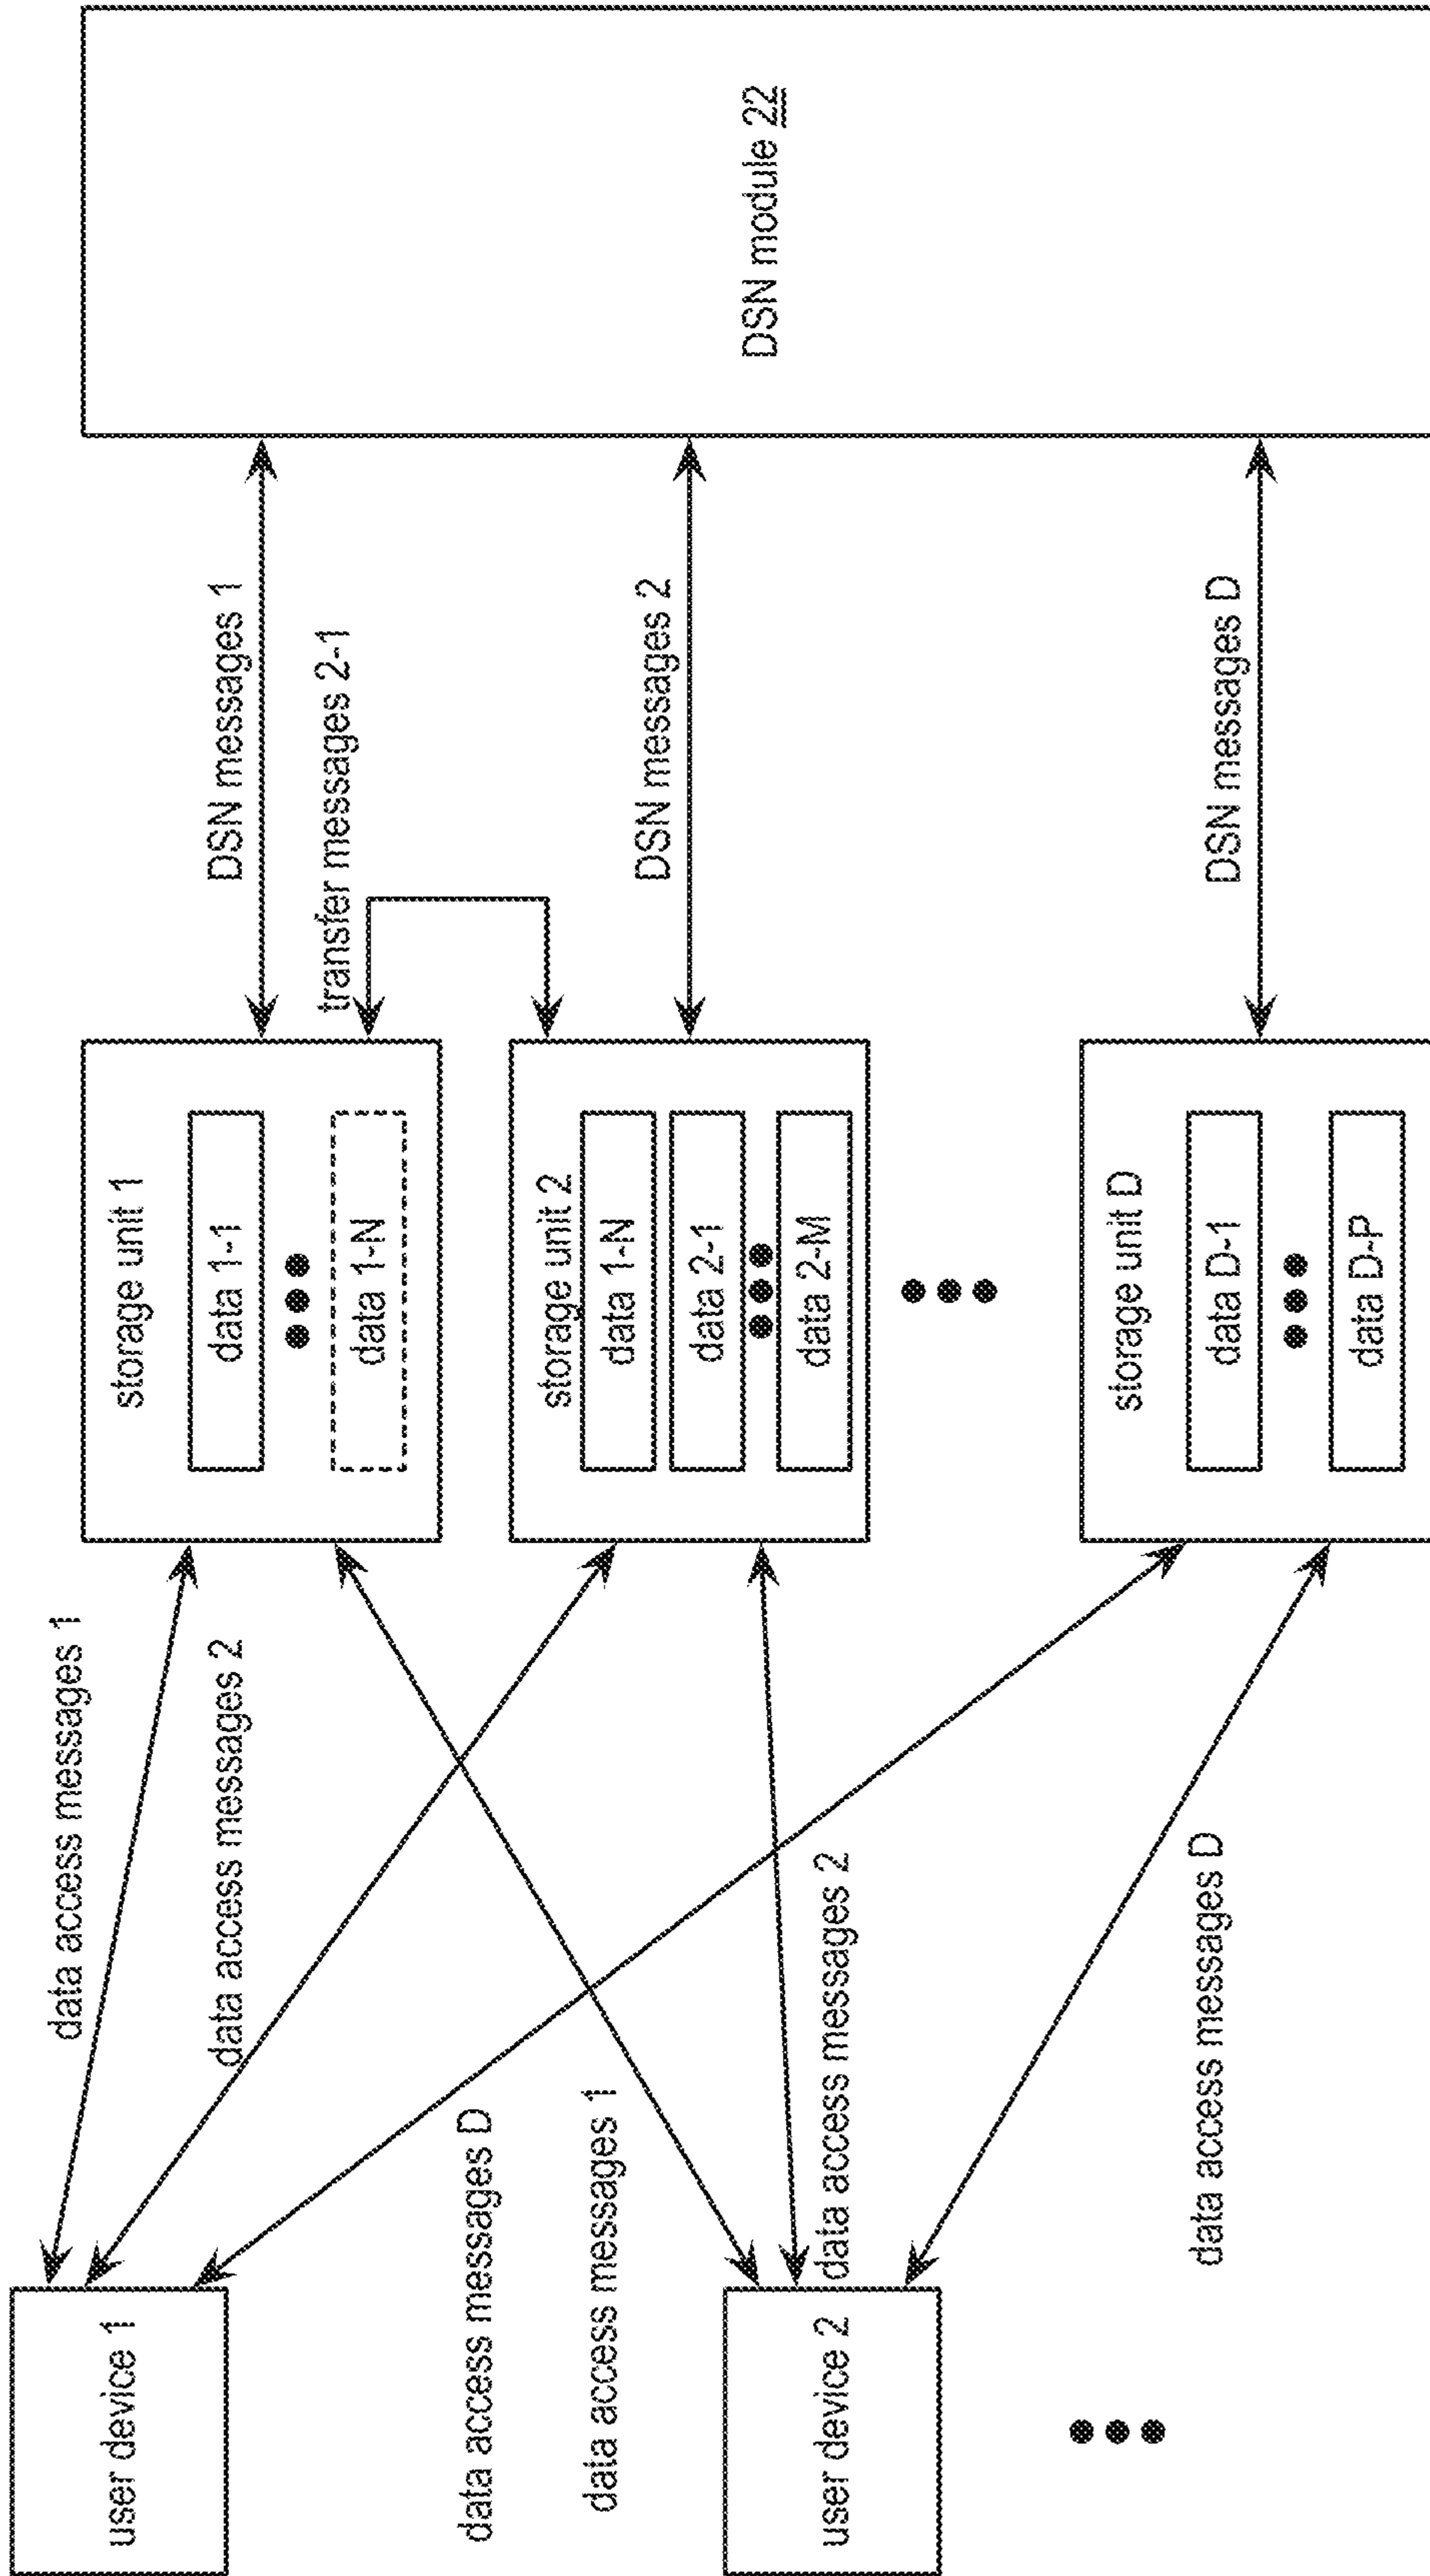 user device 1
data access messages 1
data access messages 2
data access messages D
data access messages 1
user device 2
data access messages 2
data access messages D
storage unit 1
data 1-1
data 1-N
storage unit 2
data 1-N
data 2-1
data 2-M
storage unit D
data D-1
data D-P
DSN messages 1
transfer messages 2-1
DSN messages 2
DSN messages D
DSN module 22